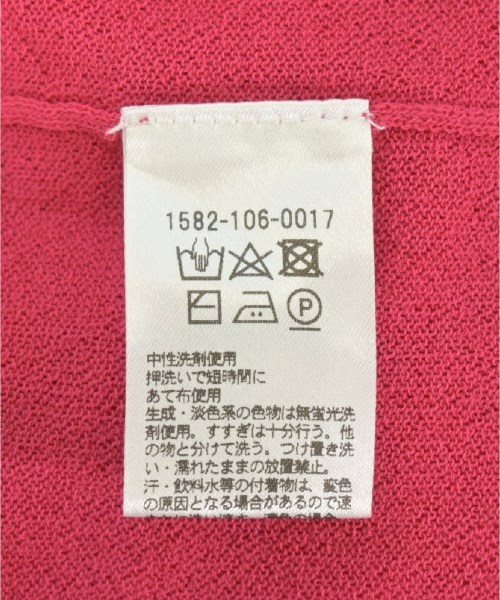 1582-106-0017
P
中性洗剤使用
押洗いで短時間に
あて布使用
生成・淡色系の色物は無蛍光洗
剤使用。すすぎは十分行う。他
の物と分けて洗う。つけ置き洗
い・濡れたままの放置禁止。
汗・飲料水等の付着物は、変色
の原因となる場合があるので速